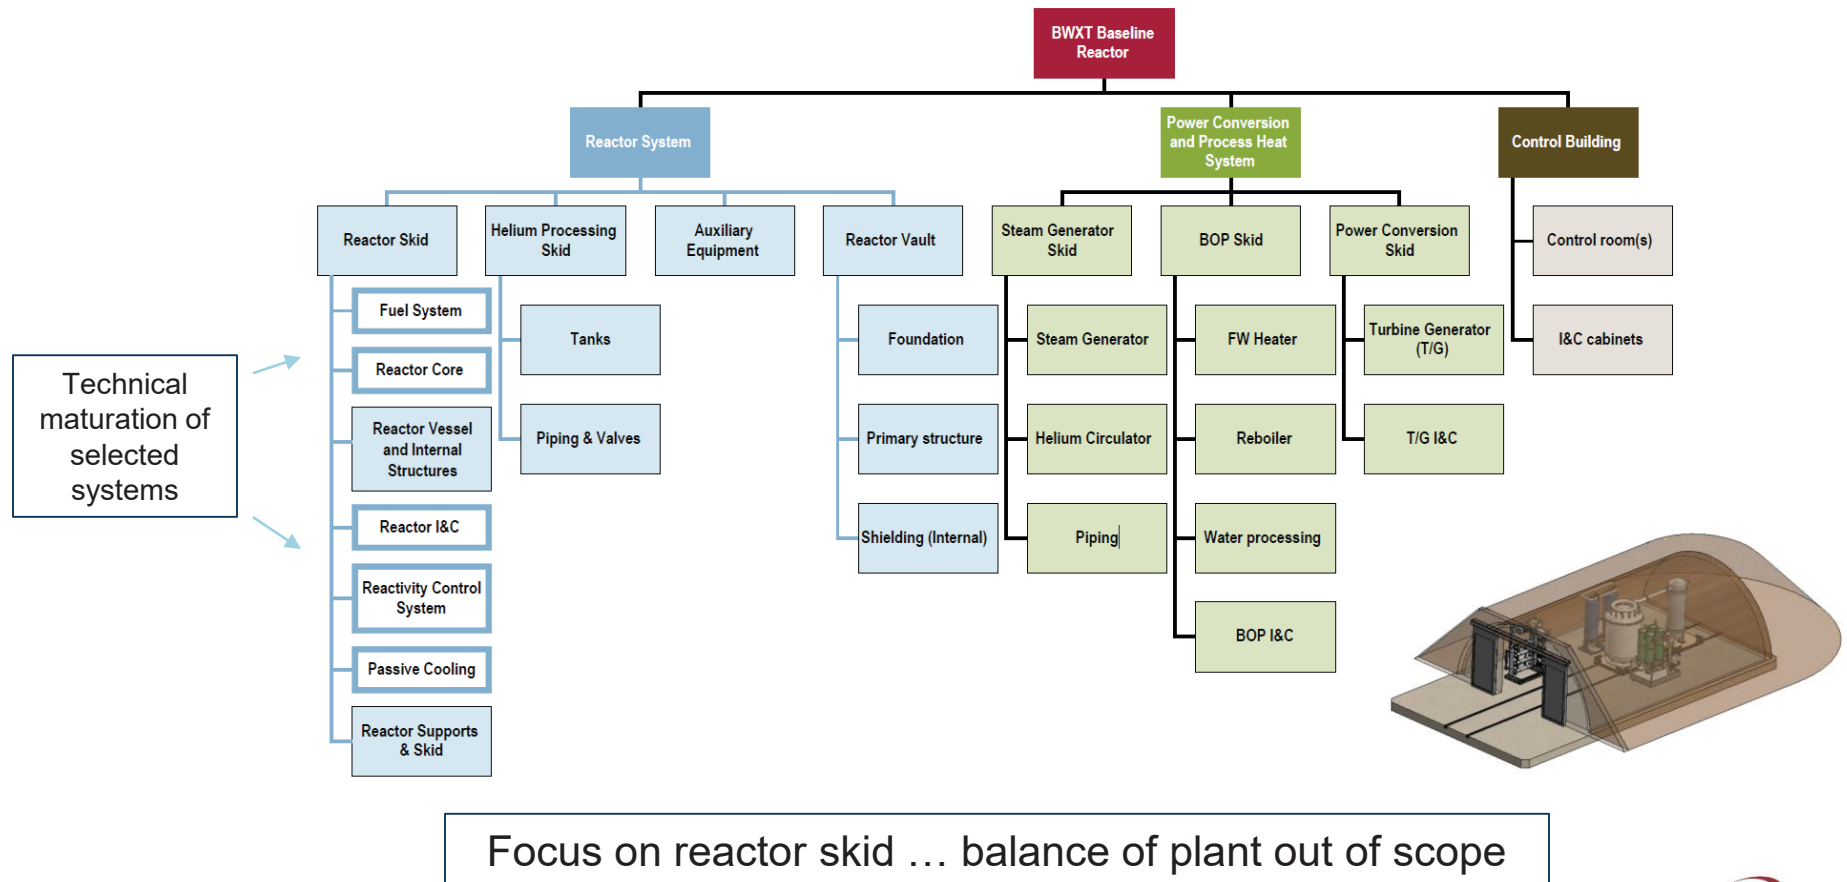 BWXT Baseline
Reactor
Reactor System
Power Conversion
and Process Heat
System
Control Building
Reactor Skid
Helium Processing
Skid
Auxiliary
Equipment
Reactor Vault
Steam Generator
Skid
BOP Skid
Power Conversion
Skid
Control room(s)
Fuel System
Tanks
Foundation
Steam Generator
FW Heater
Turbine Generator
(T/G)
I&C cabinets
Technical
maturation of
selected
systems
Reactor Core
Reactor Vessel
and Internal
Structures
Piping & Valves
Primary structure
Helium Circulator
Reboiler
T/G I&C
Reactor I&C
Shielding (Internal)
Piping
Water processing
Reactivity Control
System
BOP I&C
Passive Cooling
Reactor Supports
& Skid
Focus on reactor skid … balance of plant out of scope